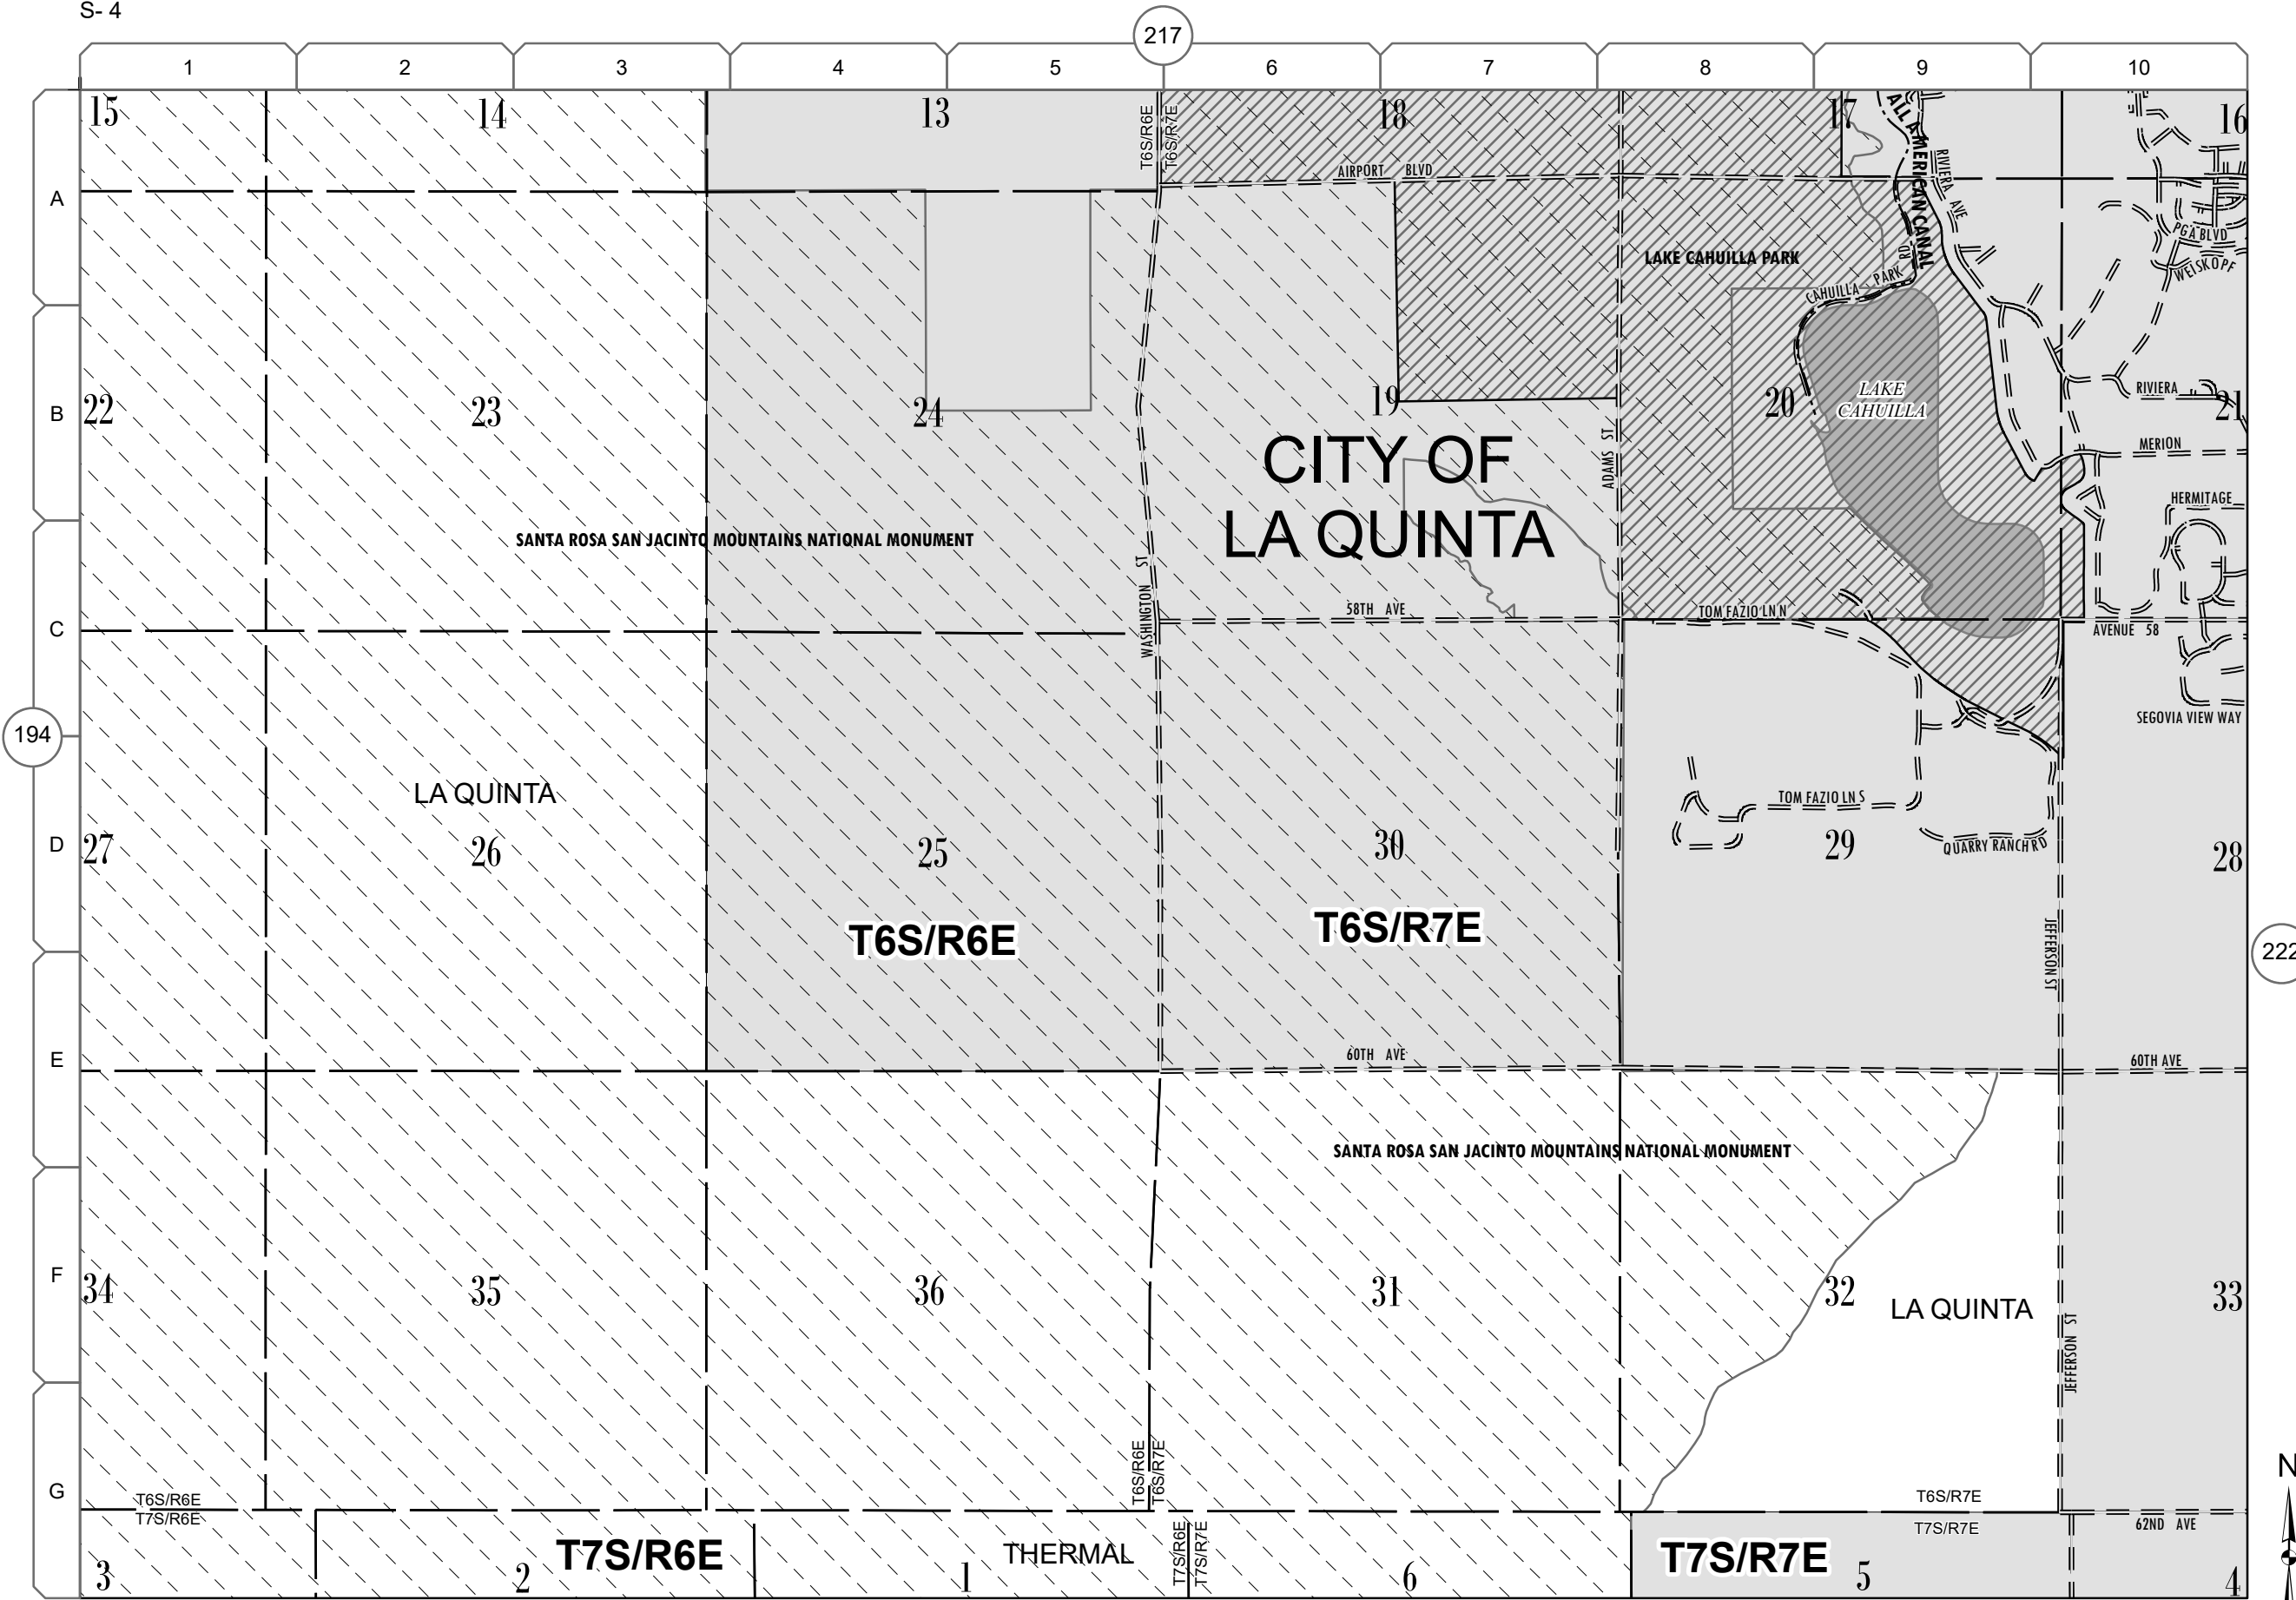 S- 4
217
1 2 3 4 5 6 7 8 9 10
A
B
C
D
E
F
G
194
222
15 14 13 18 17 16
T6S/R6E
T6S/R7E
AIRPORT BLVD
ALL AMERICAN CANAL
RIVIERA AVE
PGA BLVD
WEISKOPF
LAKE CAHUILLA PARK
CAHUILLA PARK RD
22 23 24 19 20 21
LAKE
CAHUILLA
RIVIERA
MERION
HERMITAGE
CITY OF
LA QUINTA
ADAMS ST
SANTA ROSA SAN JACINTO MOUNTAINS NATIONAL MONUMENT
WASHINGTON ST
58TH AVE
TOM FAZIO LN N
AVENUE 58
SEGOVIA VIEW WAY
LA QUINTA
TOM FAZIO LN S
QUARRY RANCH RD
27 26 25 30 29 28
T6S/R6E
T6S/R7E
JEFFERSON ST
60TH AVE
60TH AVE
SANTA ROSA SAN JACINTO MOUNTAINS NATIONAL MONUMENT
34 35 36 31 32 33
LA QUINTA
JEFFERSON ST
T6S/R6E
T6S/R7E
N
T6S/R6E
T7S/R6E
T6S/R7E
T7S/R7E
62ND AVE
T7S/R6E
THERMAL
T7S/R6E
T7S/R7E
T7S/R7E
3 2 1 6 5 4